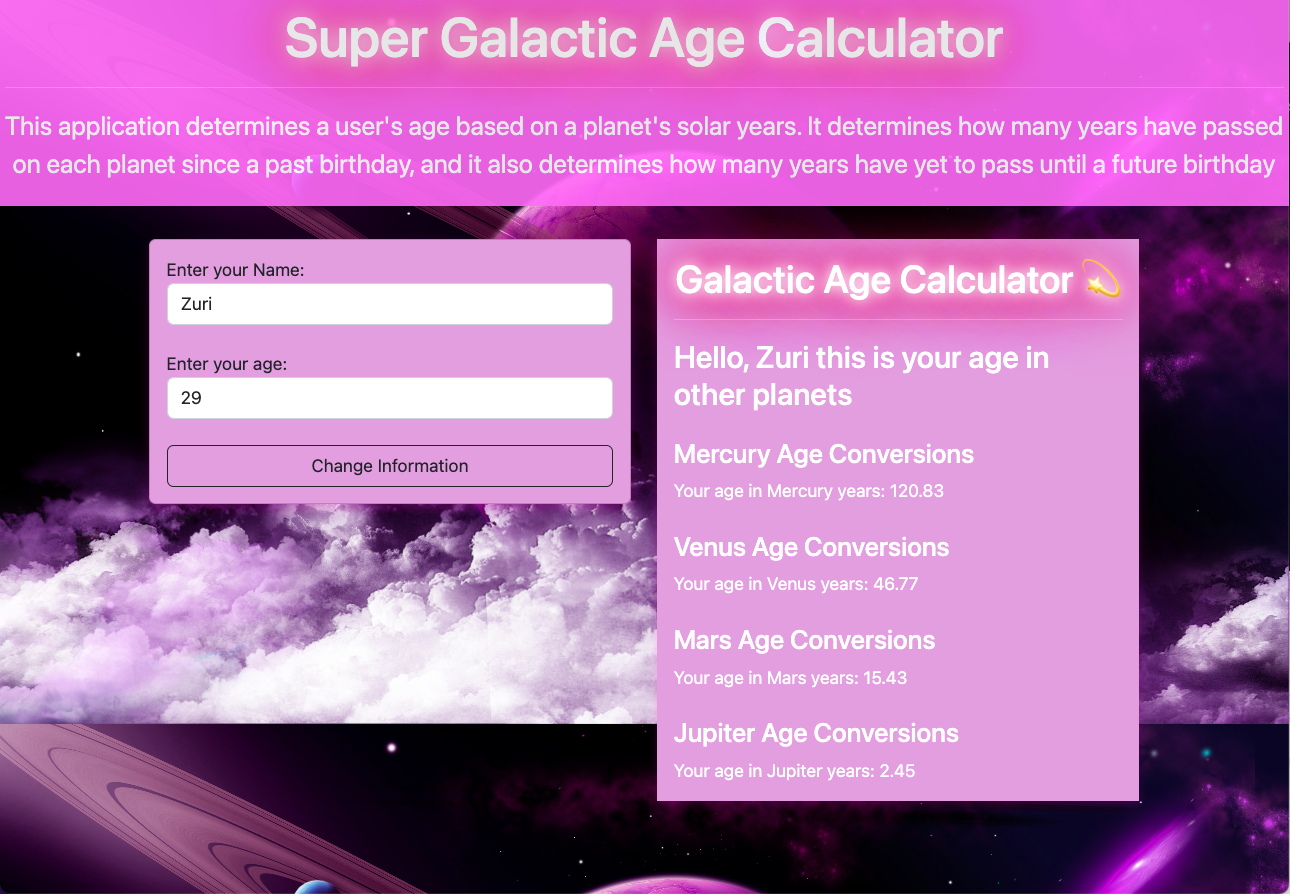 Super Galactic Age Calculator
This application determines a user's age based on a planet's solar years. It determines how many years have passed
on each planet since a past birthday, and it also determines how many years have yet to pass until a future birthday
Enter your Name:
Zuri
Enter your age:
29
Change Information
Galactic Age Calculator 💫
Hello, Zuri this is your age in
other planets
Mercury Age Conversions
Your age in Mercury years: 120.83
Venus Age Conversions
Your age in Venus years: 46.77
Mars Age Conversions
Your age in Mars years: 15.43
Jupiter Age Conversions
Your age in Jupiter years: 2.45